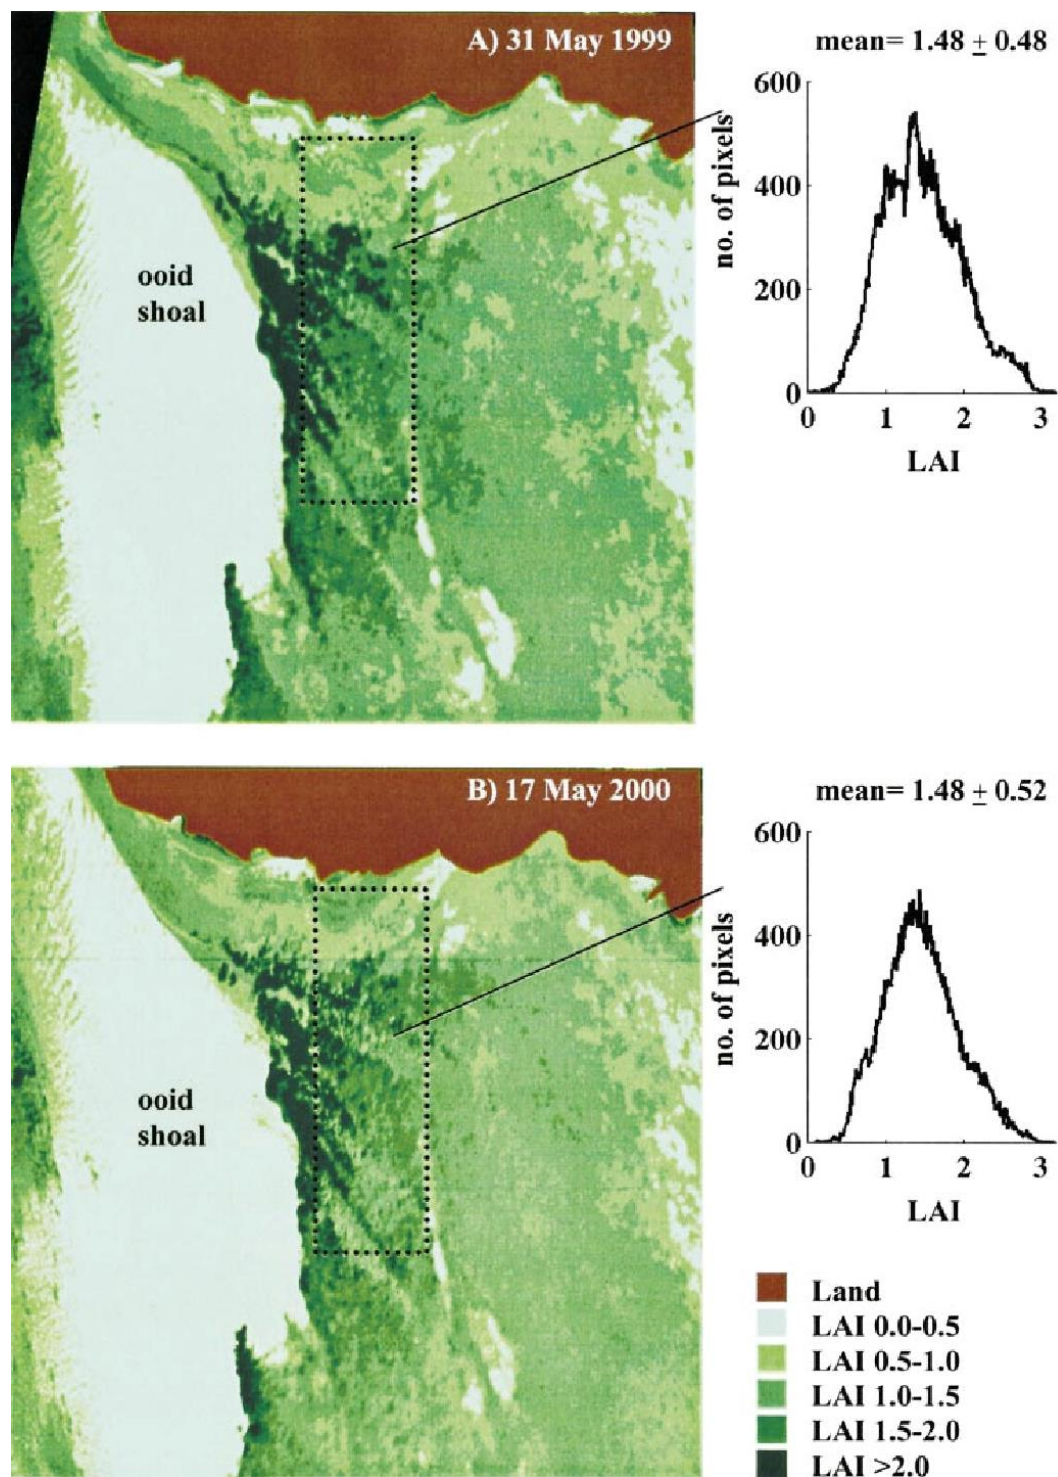 A) 31 May 1999
mean= 1.48 ± 0.48
ooid
shoal
600
400
200
0
no. of pixels
0 1 2 3
LAI
B) 17 May 2000
mean= 1.48 ± 0.52
ooid
shoal
600
400
200
0
no. of pixels
0 1 2 3
LAI
Land
LAI 0.0-0.5
LAI 0.5-1.0
LAI 1.0-1.5
LAI 1.5-2.0
LAI >2.0